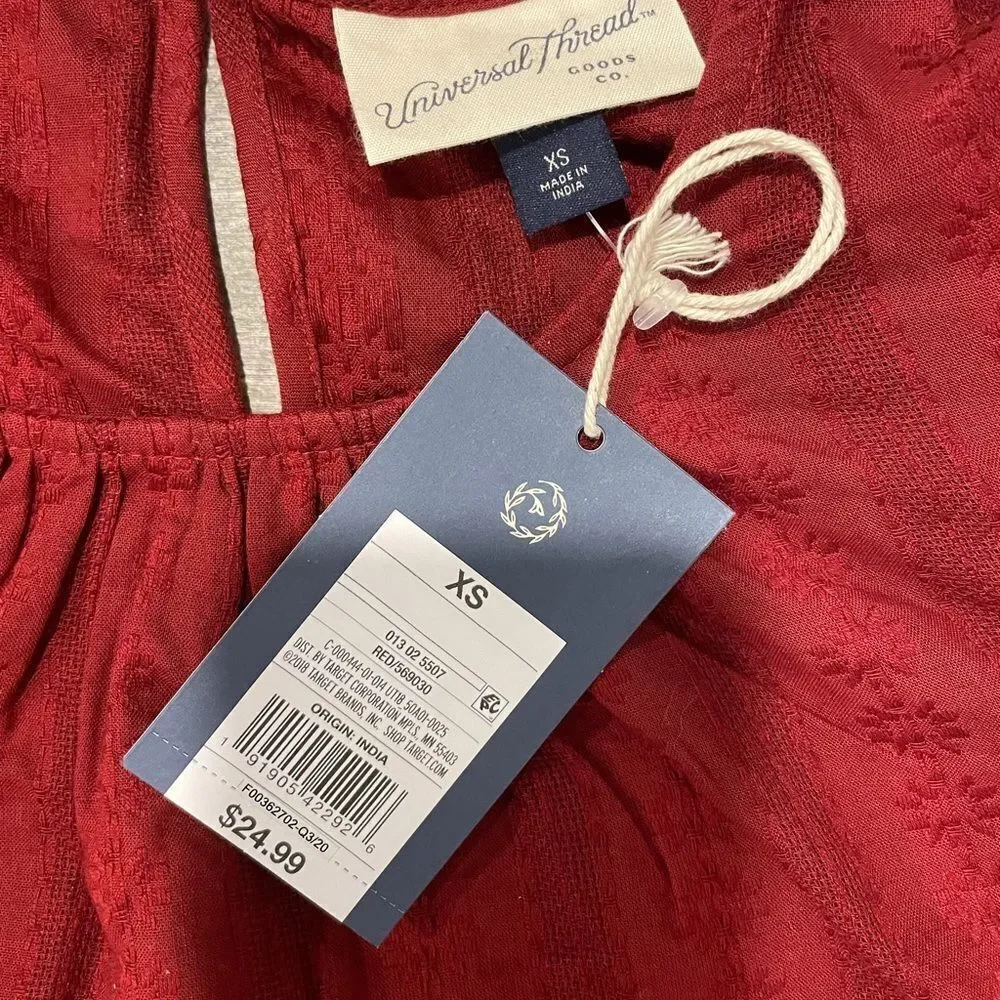 Universal Thread™
GOODS
CO.
XS
MADE IN
INDIA
XS
013 02 5507
RED/569030
C-000444-01-014 UT18 50A01-0025
DIST. BY TARGET CORPORATION MPLS, MN 55403
©2018 TARGET BRANDS, INC. SHOP TARGET.COM
ORIGIN: INDIA
1 91905 42292 6
F00362702-Q3/20
$24.99